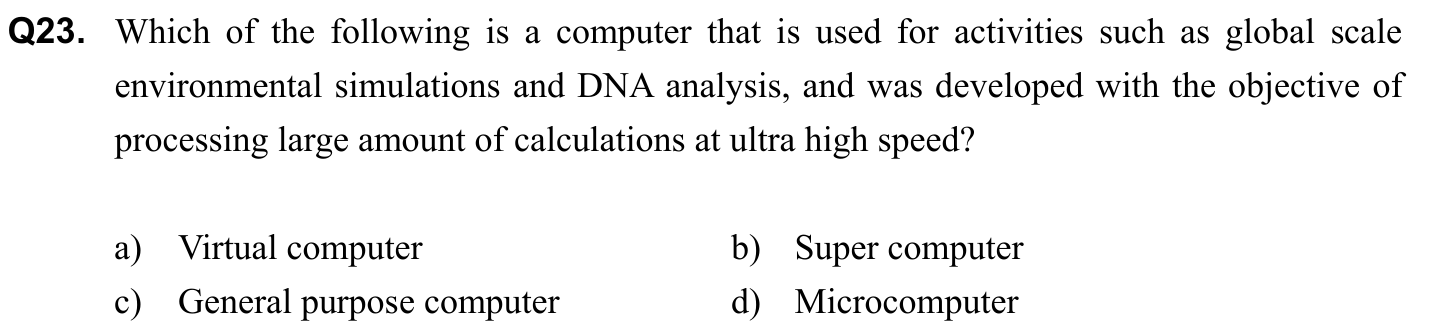 Q23. Which of the following is a computer that is used for activities such as global scale
environmental simulations and DNA analysis, and was developed with the objective of
processing large amount of calculations at ultra high speed?
a) Virtual computer b) Super computer
c) General purpose computer d) Microcomputer